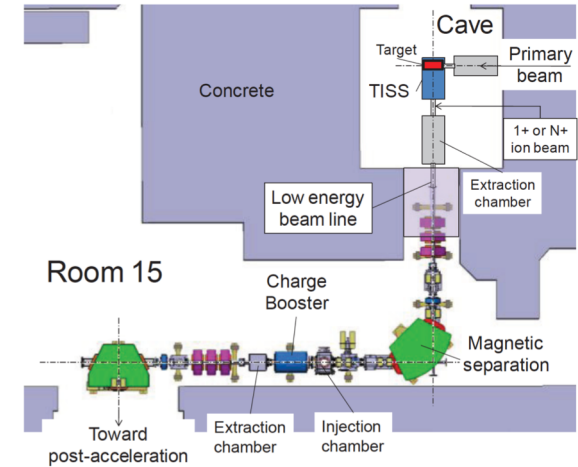 Cave
Target
Primary
beam
TISS
Concrete
1+ or N+
ion beam
Extraction
chamber
Low energy
beam line
Room 15
Charge
Booster
Magnetic
separation
Toward
post-acceleration
Extraction
chamber
Injection
chamber